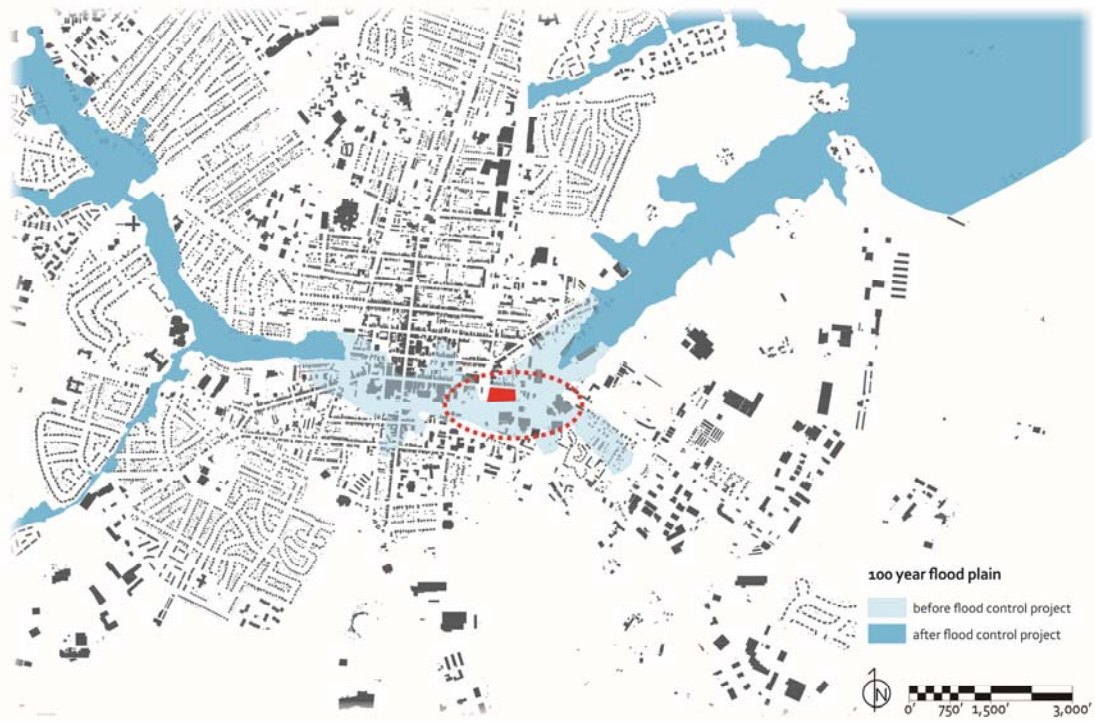 100 year flood plain
before flood control project
after flood control project
N
0' 750' 1,500' 3,000'